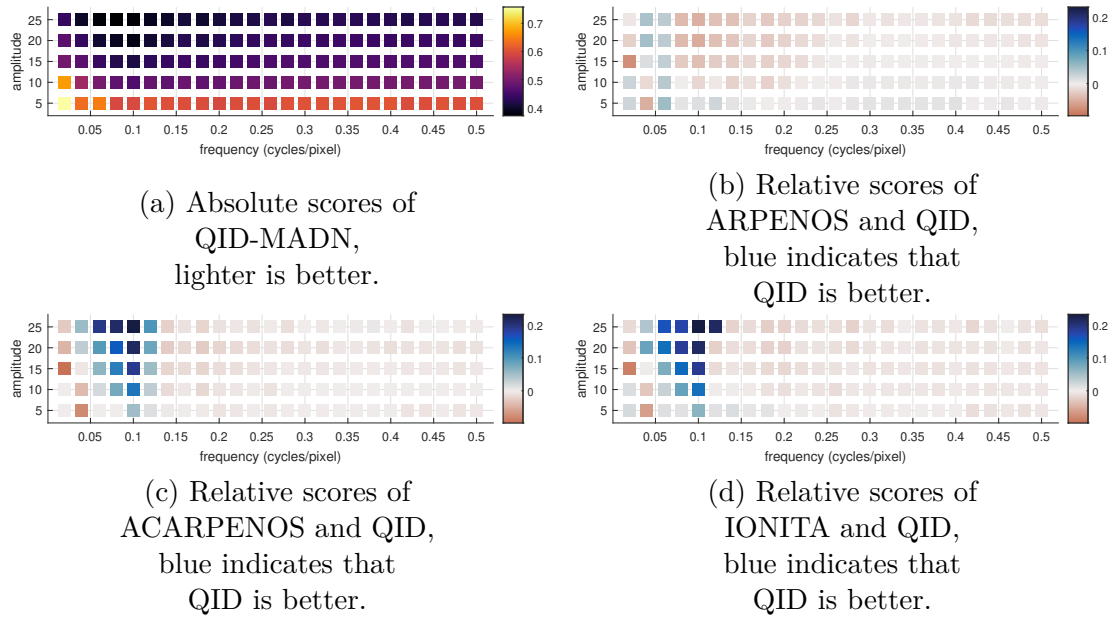 25
20
15
10
5
amplitude
0.05 0.1 0.15 0.2 0.25 0.3 0.35 0.4 0.45 0.5
frequency (cycles/pixel)
0.7
0.6
0.5
0.4
(a) Absolute scores of
QID-MADN,
lighter is better.
25
20
15
10
5
amplitude
0.05 0.1 0.15 0.2 0.25 0.3 0.35 0.4 0.45 0.5
frequency (cycles/pixel)
0.2
0.1
0
(b) Relative scores of
ARPENOS and QID,
blue indicates that
QID is better.
25
20
15
10
5
amplitude
0.05 0.1 0.15 0.2 0.25 0.3 0.35 0.4 0.45 0.5
frequency (cycles/pixel)
0.2
0.1
0
(c) Relative scores of
ACARPENOS and QID,
blue indicates that
QID is better.
25
20
15
10
5
amplitude
0.05 0.1 0.15 0.2 0.25 0.3 0.35 0.4 0.45 0.5
frequency (cycles/pixel)
0.2
0.1
0
(d) Relative scores of
IONITA and QID,
blue indicates that
QID is better.